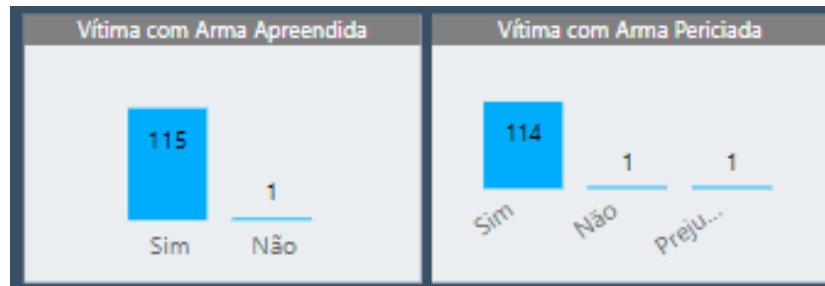 Vítima com Arma Apreendida
115
1
Sim
Não
Vítima com Arma Periciada
114
1
1
Sim
Não
Preju...